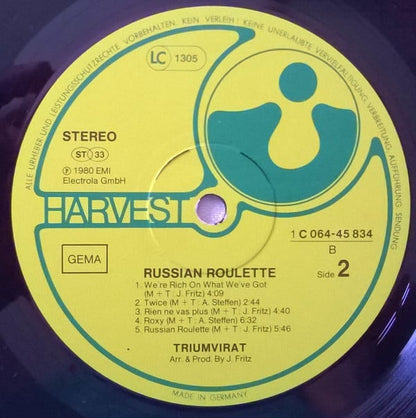 ALLE URHEBER UND LEISTUNGSSCHUTZRECHTE VORBEHALTEN. KEIN VERLEIH! KEINE UNERLAUBTE VERVIELFÄLTIGUNG, VERBREITUNG, AUFFÜHRUNG, SENDUNG
LC 1305
STEREO
ST 33
℗ 1980 EMI
Electrola GmbH
HARVEST
1 C 064-45 834
B
Side 2
GEMA
RUSSIAN ROULETTE
1. We're Rich On What We've Got
(M + T : J. Fritz) 4:09
2. Twice (M + T : A. Steffen) 2:44
3. Rien ne vas plus (M + T : J. Fritz) 4:40
4. Roxy (M + T : A. Steffen) 6:32
5. Russian Roulette (M + T : J. Fritz) 5:46
TRIUMVIRAT
Arr. & Prod. By J. Fritz
MADE IN GERMANY